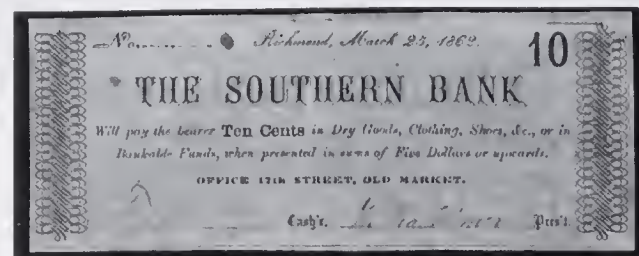 No. Richmond, March 25, 1862. 10
THE SOUTHERN BANK
Will pay the bearer Ten Cents in Dry Goods, Clothing, Shoes, &c., or in
Bankable Funds, when presented in sums of Five Dollars or upwards.
OFFICE 17TH STREET, OLD MARKET.
Cash'r. Pres't.